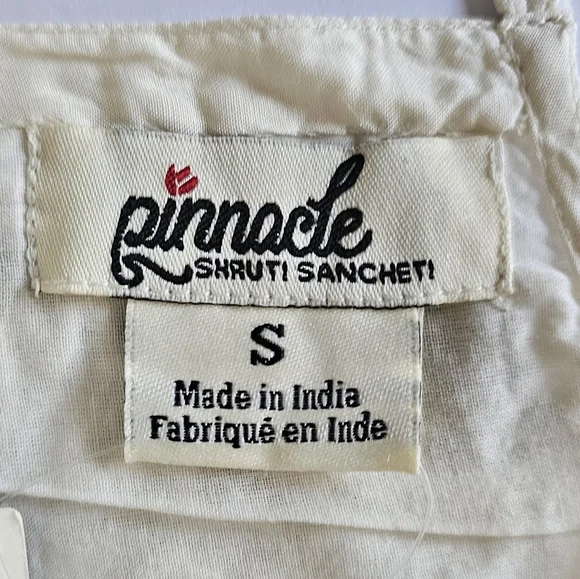 pinnacle
SHRUTI SANCHETI
S
Made in India
Fabriqué en Inde